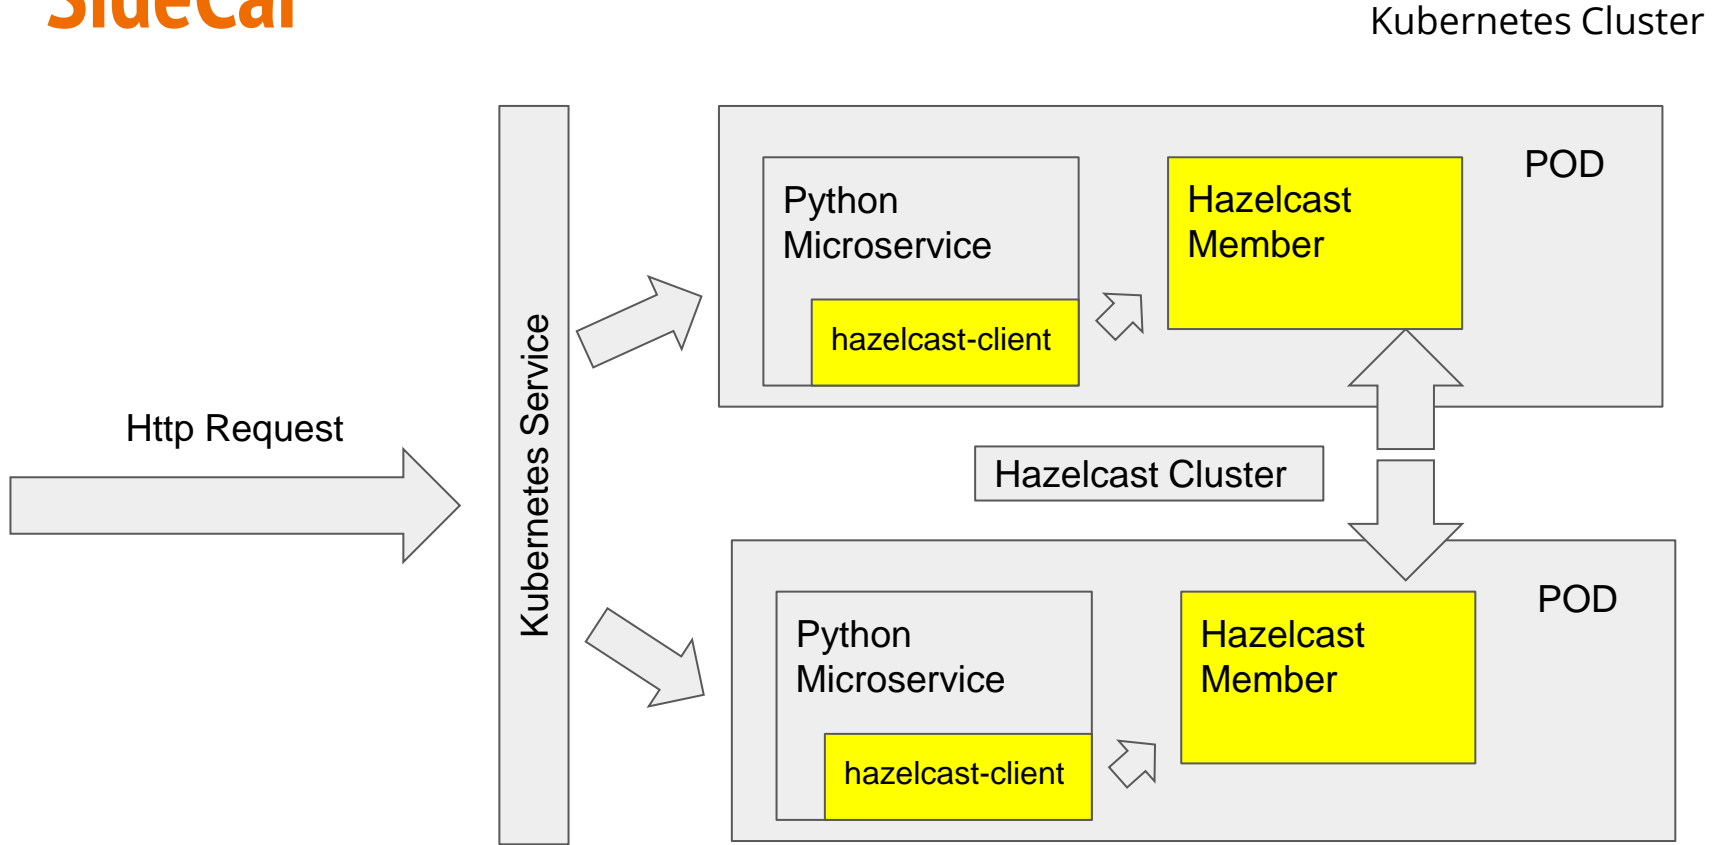 SideCar
Kubernetes Cluster
POD
Python
Microservice
hazelcast-client
Hazelcast
Member
Http Request
Kubernetes Service
Hazelcast Cluster
POD
Python
Microservice
hazelcast-client
Hazelcast
Member